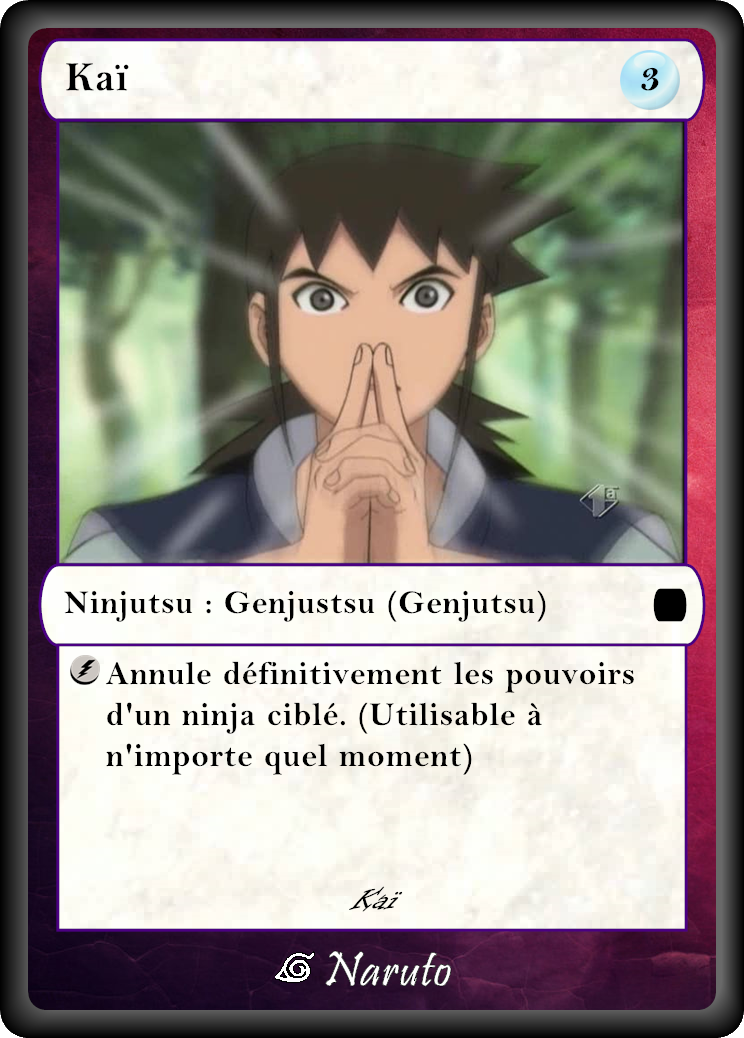 Kaï
3
Ninjutsu : Genjustsu (Genjutsu)
Annule définitivement les pouvoirs
d'un ninja ciblé. (Utilisable à
n'importe quel moment)
Kaï
Naruto